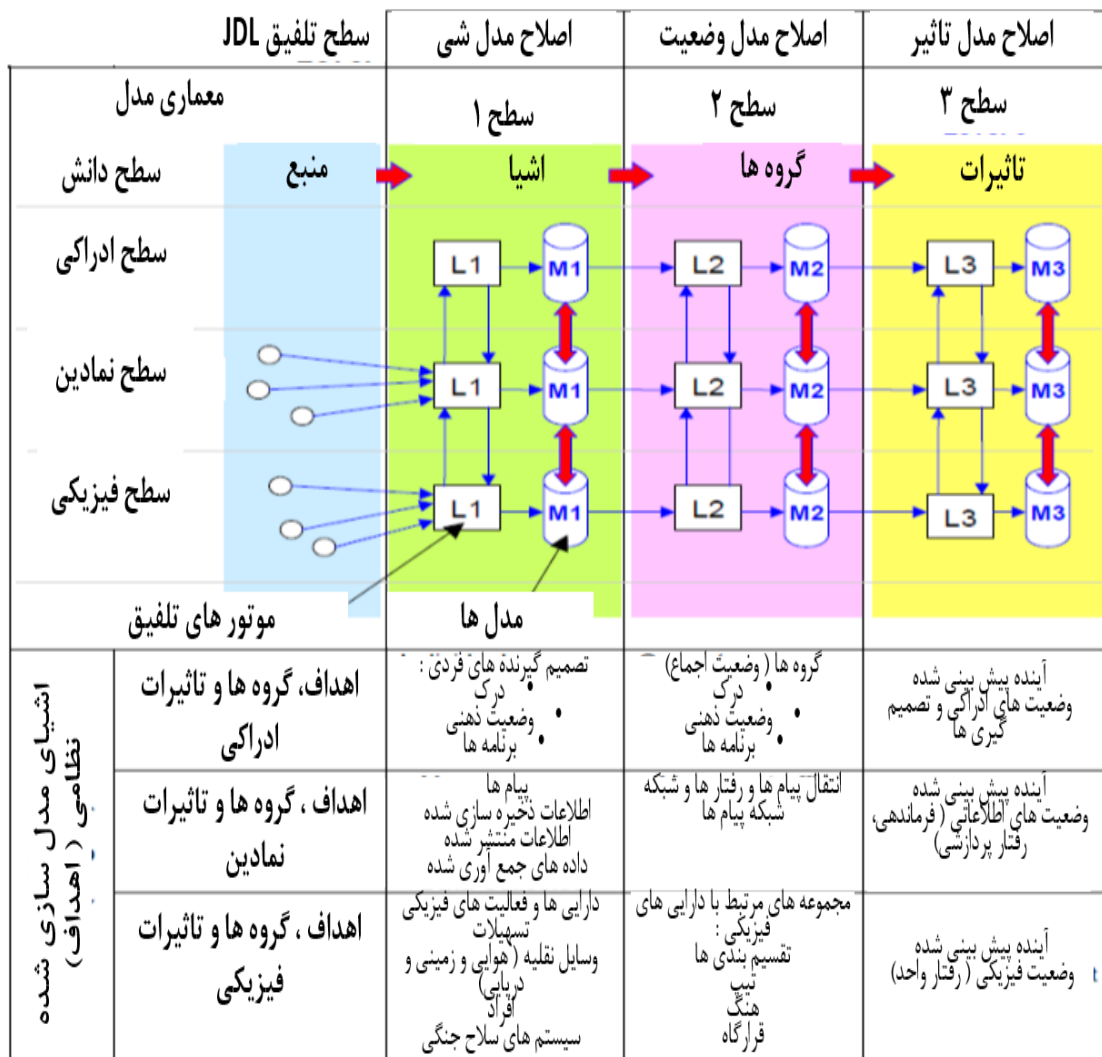 سطح تلفیق JDL
اصلاح مدل شی
اصلاح مدل وضعیت
اصلاح مدل تاثیر
معماری مدل
سطح ۱
سطح ۲
سطح ۳
سطح دانش
منبع
اشیا
گروه ها
تاثیرات
سطح ادراکی
L1
M1
L2
M2
L3
M3
سطح نمادین
L1
M1
L2
M2
L3
M3
سطح فیزیکی
L1
M1
L2
M2
L3
M3
موتور های تلفیق
مدل ها
اشیای مدل سازی شده
نظامی ( اهداف)
اهداف، گروه ها و تاثیرات
ادراکی
تصمیم گیرنده های فردی :
• درک
• وضعیت ذهنی
• برنامه ها
گروه ها ( وضعیت اجماع)
• درک
• وضعیت ذهنی
• برنامه ها
آینده پیش بینی شده
وضعیت های ادراکی و تصمیم
گیری ها
اهداف ، گروه ها و تاثیرات
نمادین
پیام ها
اطلاعات ذخیره سازی شده
اطلاعات منتشر شده
داده های جمع آوری شده
انتقال پیام ها و رفتار ها و شبکه
شبکه پیام ها
آینده پیش بینی شده
وضعیت های اطلاعاتی ( فرماندهی،
رفتار پردازشی)
اهداف ، گروه ها و تاثیرات
فیزیکی
دارایی ها و فعالیت های فیزیکی
تسهیلات
وسایل نقلیه ( هوایی و زمینی و
دریایی)
افراد
سیستم های سلاح جنگی
مجموعه های مرتبط با دارایی های
فیزیکی :
تقسیم بندی ها
تیپ
هنگ
قرارگاه
آینده پیش بینی شده
وضعیت فیزیکی ( رفتار واحد)